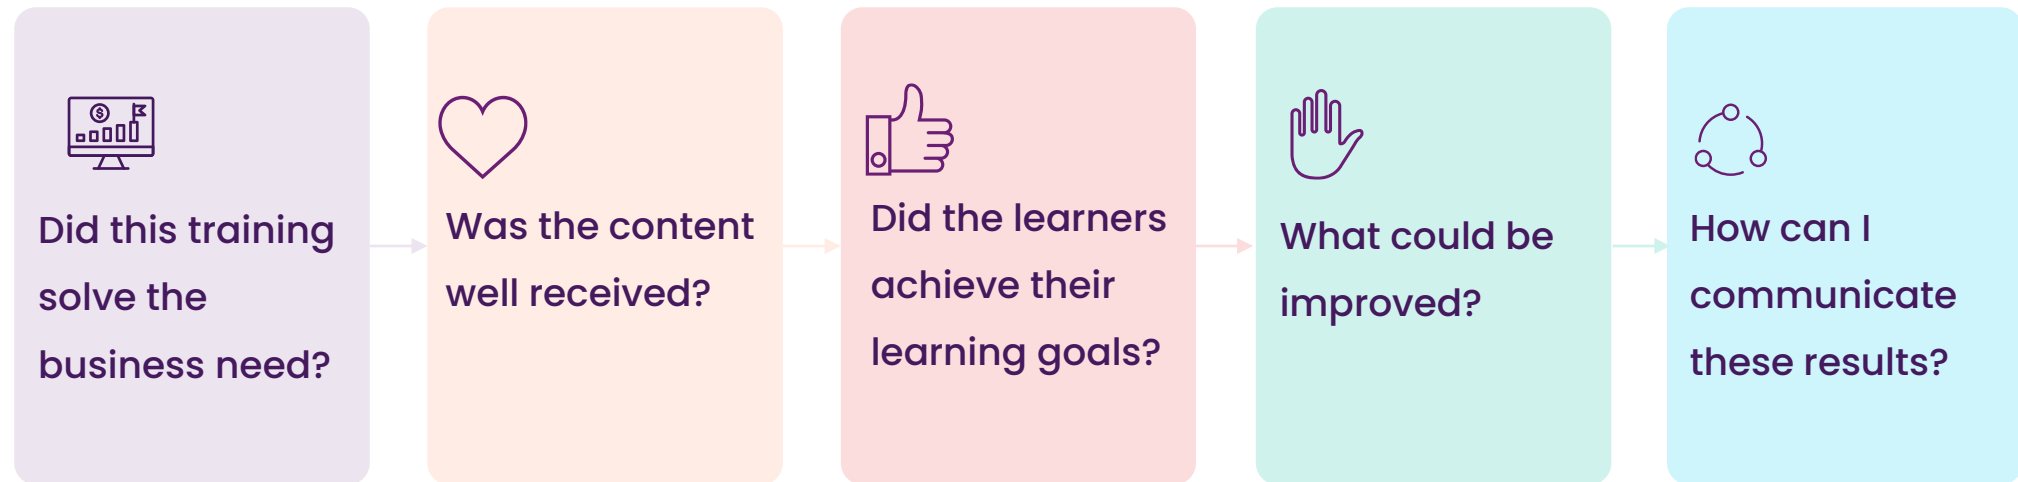 Did this training
solve the
business need?
Was the content
well received?
Did the learners
achieve their
learning goals?
What could be
improved?
How can I
communicate
these results?